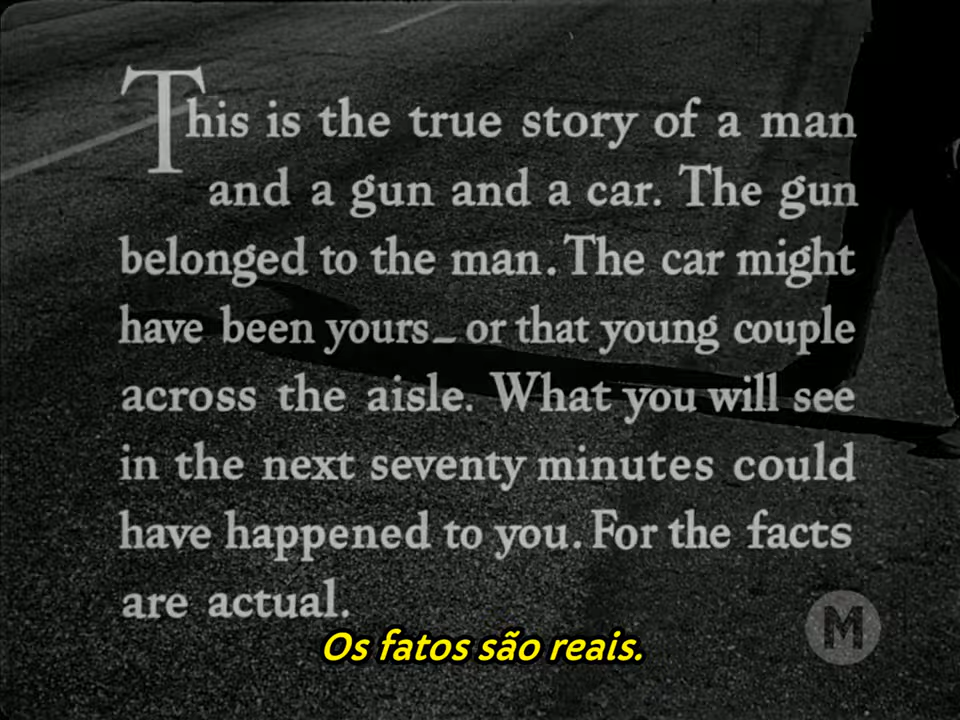 This is the true story of a man
and a gun and a car. The gun
belonged to the man. The car might
have been yours_or that young couple
across the aisle. What you will see
in the next seventy minutes could
have happened to you. For the facts
are actual.
M
Os fatos são reais.